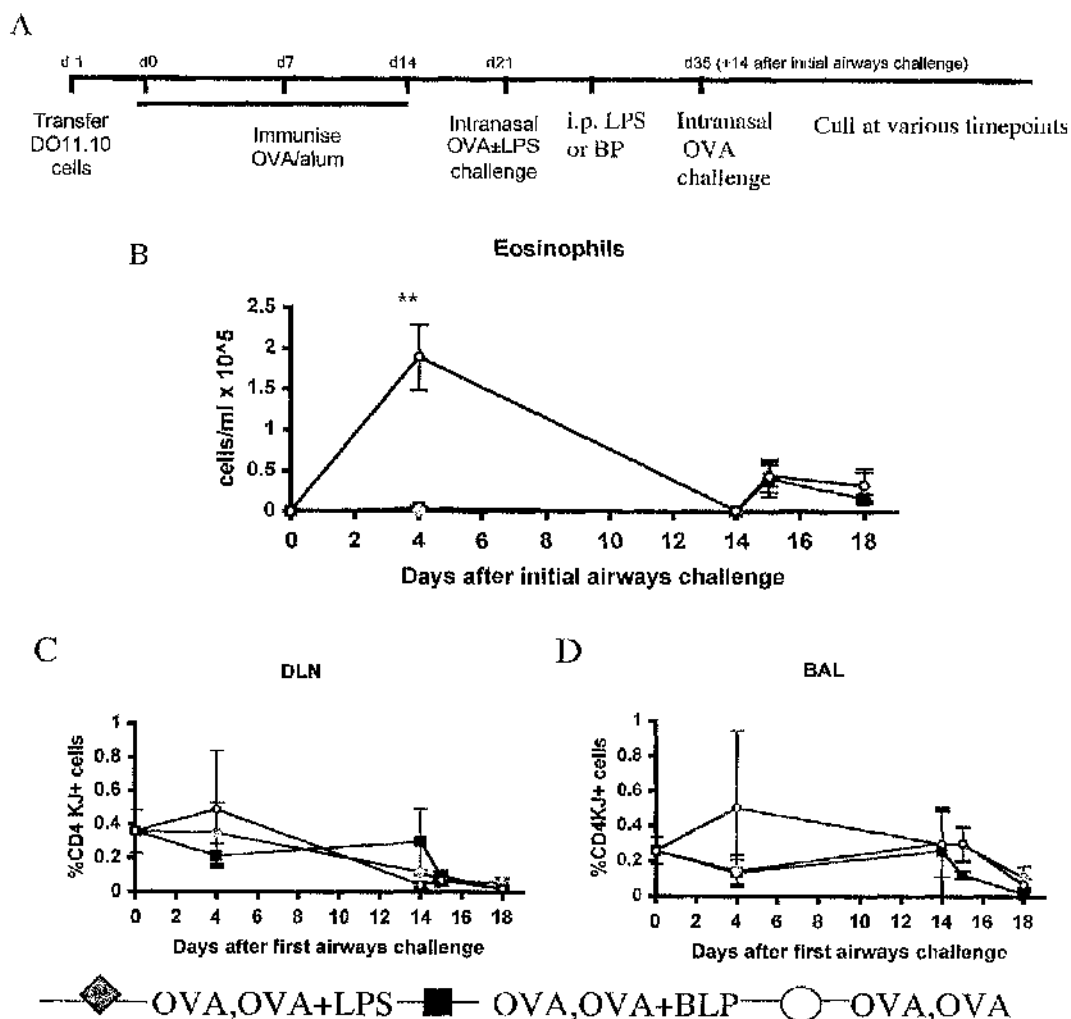 A
d 1 d0 d7 d14 d21 d35 (+14 after initial airways challenge)
Transfer
DO11.10
cells
Immunise
OVA/alum
Intranasal
OVA±LPS
challenge
i.p. LPS
or BP
Intranasal
OVA
challenge
Cull at various timepoints
B
Eosinophils
**
cells/ml x 10^5
2.5
2
1.5
1
0.5
0
0 2 4 6 8 10 12 14 16 18
Days after initial airways challenge
C
DLN
%CD4 KJ+ cells
1
0.8
0.6
0.4
0.2
0
0 2 4 6 8 10 12 14 16 18
Days after first airways challenge
D
BAL
%CD4KJ+ cells
1
0.8
0.6
0.4
0.2
0
0 2 4 6 8 10 12 14 16 18
Days after first airways challenge
OVA,OVA+LPS OVA,OVA+BLP OVA,OVA